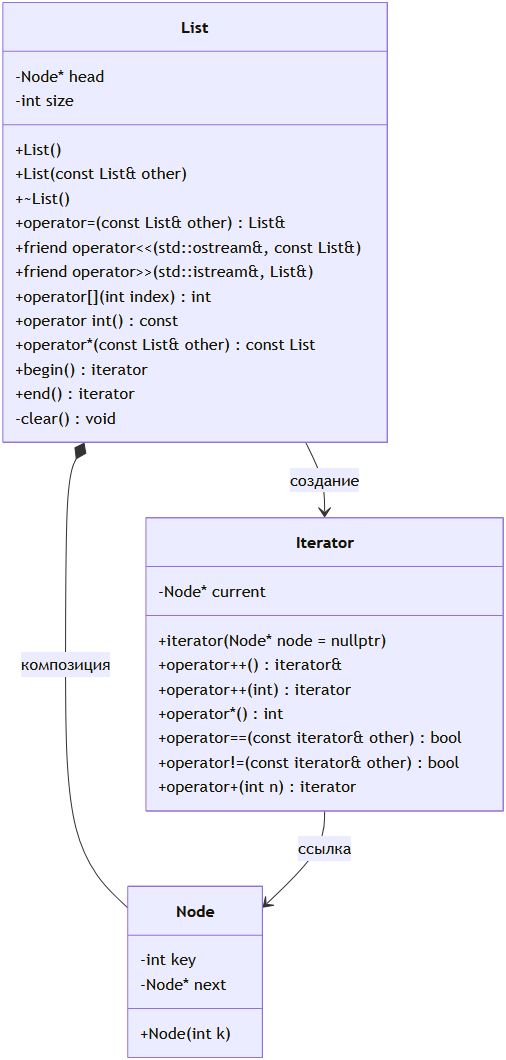 List
-Node* head
-int size
+List()
+List(const List& other)
+~List()
+operator=(const List& other) : List&
+friend operator<<(std::ostream&, const List&)
+friend operator>>(std::istream&, List&)
+operator[](int index) : int
+operator int() : const
+operator*(const List& other) : const List
+begin() : iterator
+end() : iterator
-clear() : void
создание
Iterator
-Node* current
+iterator(Node* node = nullptr)
+operator++() : iterator&
+operator++(int) : iterator
+operator*() : int
+operator==(const iterator& other) : bool
+operator!=(const iterator& other) : bool
+operator+(int n) : iterator
композиция
ссылка
Node
-int key
-Node* next
+Node(int k)